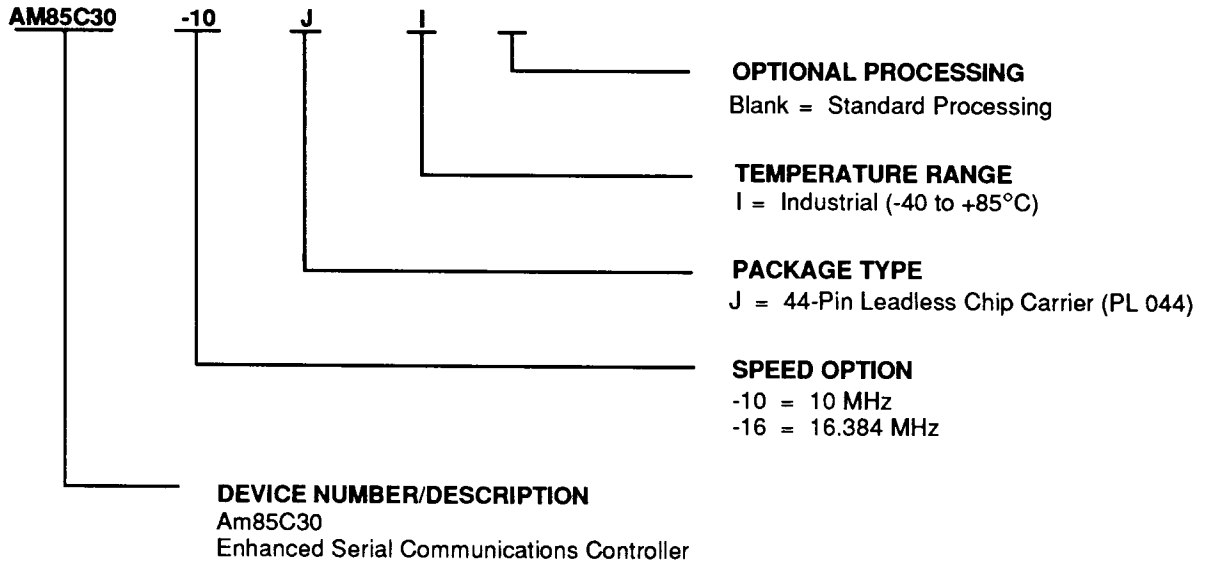 AM85C30 -10 J I
OPTIONAL PROCESSING
Blank = Standard Processing
TEMPERATURE RANGE
I = Industrial (-40 to +85°C)
PACKAGE TYPE
J = 44-Pin Leadless Chip Carrier (PL 044)
SPEED OPTION
-10 = 10 MHz
-16 = 16.384 MHz
DEVICE NUMBER/DESCRIPTION
Am85C30
Enhanced Serial Communications Controller